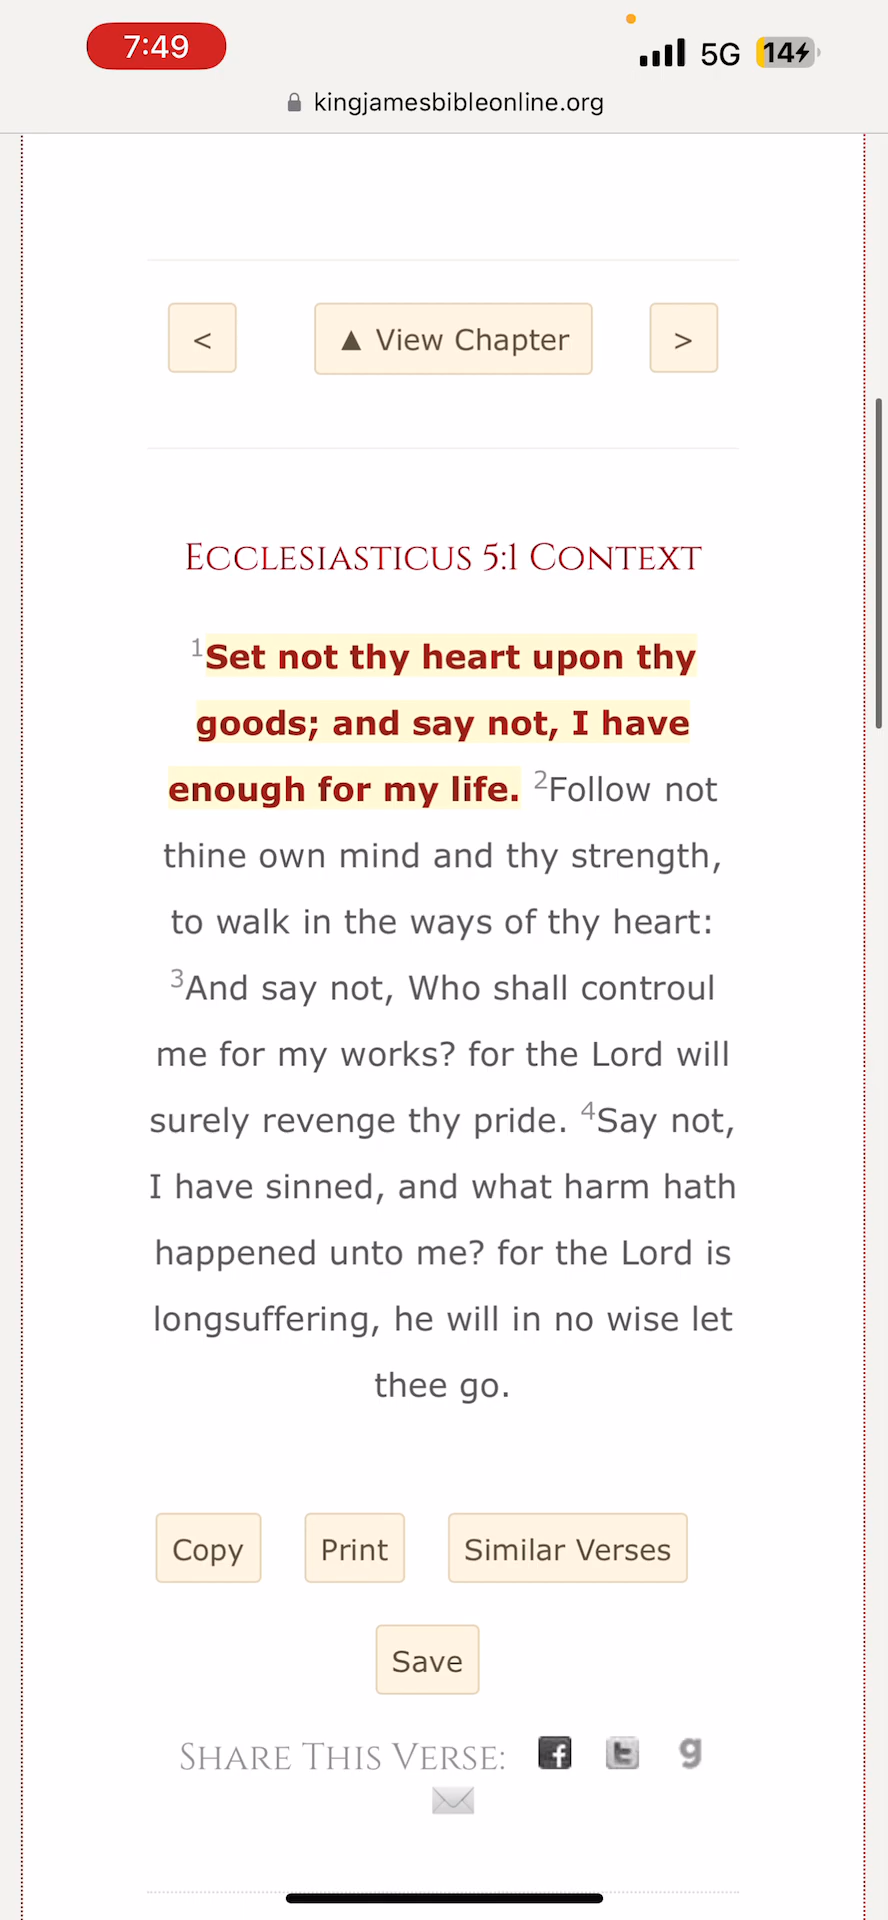 7:49
5G
14
kingjamesbibleonline.org
<
▲ View Chapter
>
Ecclesiasticus 5:1 Context
1Set not thy heart upon thy
goods; and say not, I have
enough for my life. 2Follow not
thine own mind and thy strength,
to walk in the ways of thy heart:
3And say not, Who shall controul
me for my works? for the Lord will
surely revenge thy pride. 4Say not,
I have sinned, and what harm hath
happened unto me? for the Lord is
longsuffering, he will in no wise let
thee go.
Copy
Print
Similar Verses
Save
Share This Verse:
f
t
g